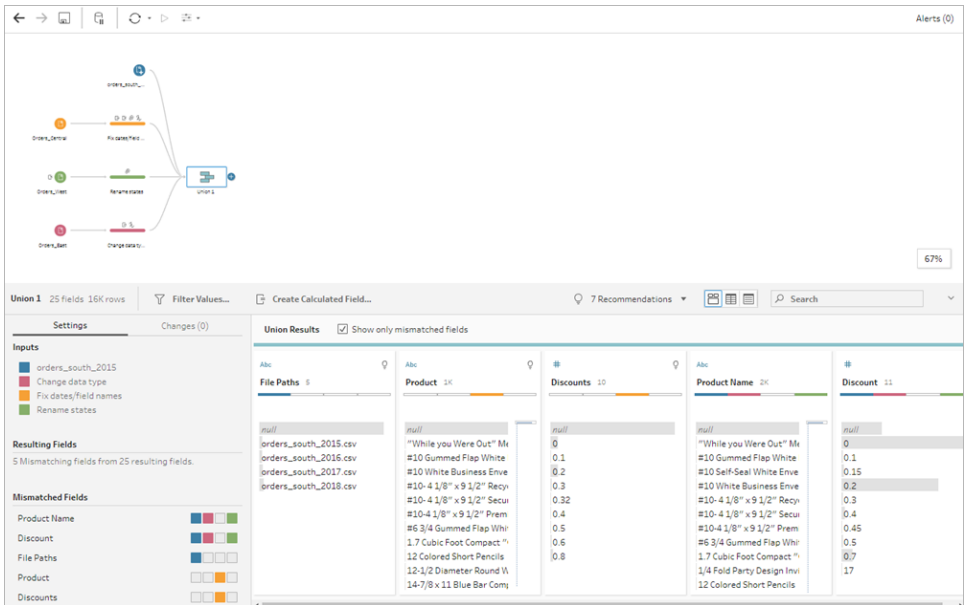 Alerts (0)
orders_south_...
Orders_Central
Fix dates/field ...
Orders_West
Rename states
Union 1
Orders_East
Change data ty...
67%
Union 1 25 fields 16K rows
Filter Values...
Create Calculated Field...
7 Recommendations
Search
Settings
Changes (0)
Inputs
orders_south_2015
Change data type
Fix dates/field names
Rename states
Resulting Fields
5 Mismatching fields from 25 resulting fields.
Mismatched Fields
Product Name
Discount
File Paths
Product
Discounts
Union Results
Show only mismatched fields
Abc
File Paths 5
null
orders_south_2015.csv
orders_south_2016.csv
orders_south_2017.csv
orders_south_2018.csv
Abc
Product 1K
null
"While you Were Out" Me
#10 Gummed Flap White
#10 White Business Enve
#10- 4 1/8" x 9 1/2" Recy
#10- 4 1/8" x 9 1/2" Secur
#10-4 1/8" x 9 1/2" Prem
#6 3/4 Gummed Flap Whi
1.7 Cubic Foot Compact "
12 Colored Short Pencils
12-1/2 Diameter Round W
14-7/8 x 11 Blue Bar Comp
#
Discounts 10
null
0
0.1
0.2
0.3
0.32
0.4
0.5
0.6
0.8
Abc
Product Name 2K
null
"While you Were Out" Me
#10 Gummed Flap White
#10 Self-Seal White Enve
#10 White Business Enve
#10- 4 1/8" x 9 1/2" Recy
#10- 4 1/8" x 9 1/2" Secur
#10-4 1/8" x 9 1/2" Prem
#6 3/4 Gummed Flap Whi
1.7 Cubic Foot Compact "
1/4 Fold Party Design Invi
12 Colored Short Pencils
#
Discount 11
null
0
0.1
0.15
0.2
0.3
0.4
0.45
0.5
0.7
17